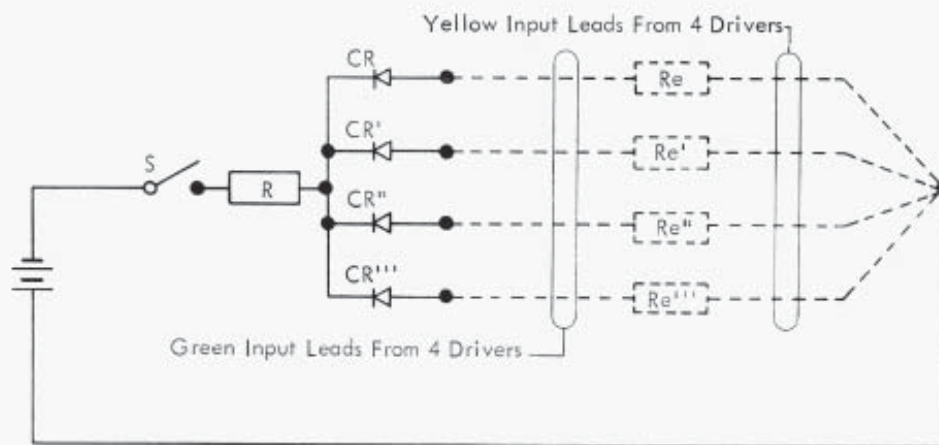 Yellow Input Leads From 4 Drivers
CR
Re
CR'
Re'
S
R
CR"
Re"
CR'''
Re'''
Green Input Leads From 4 Drivers